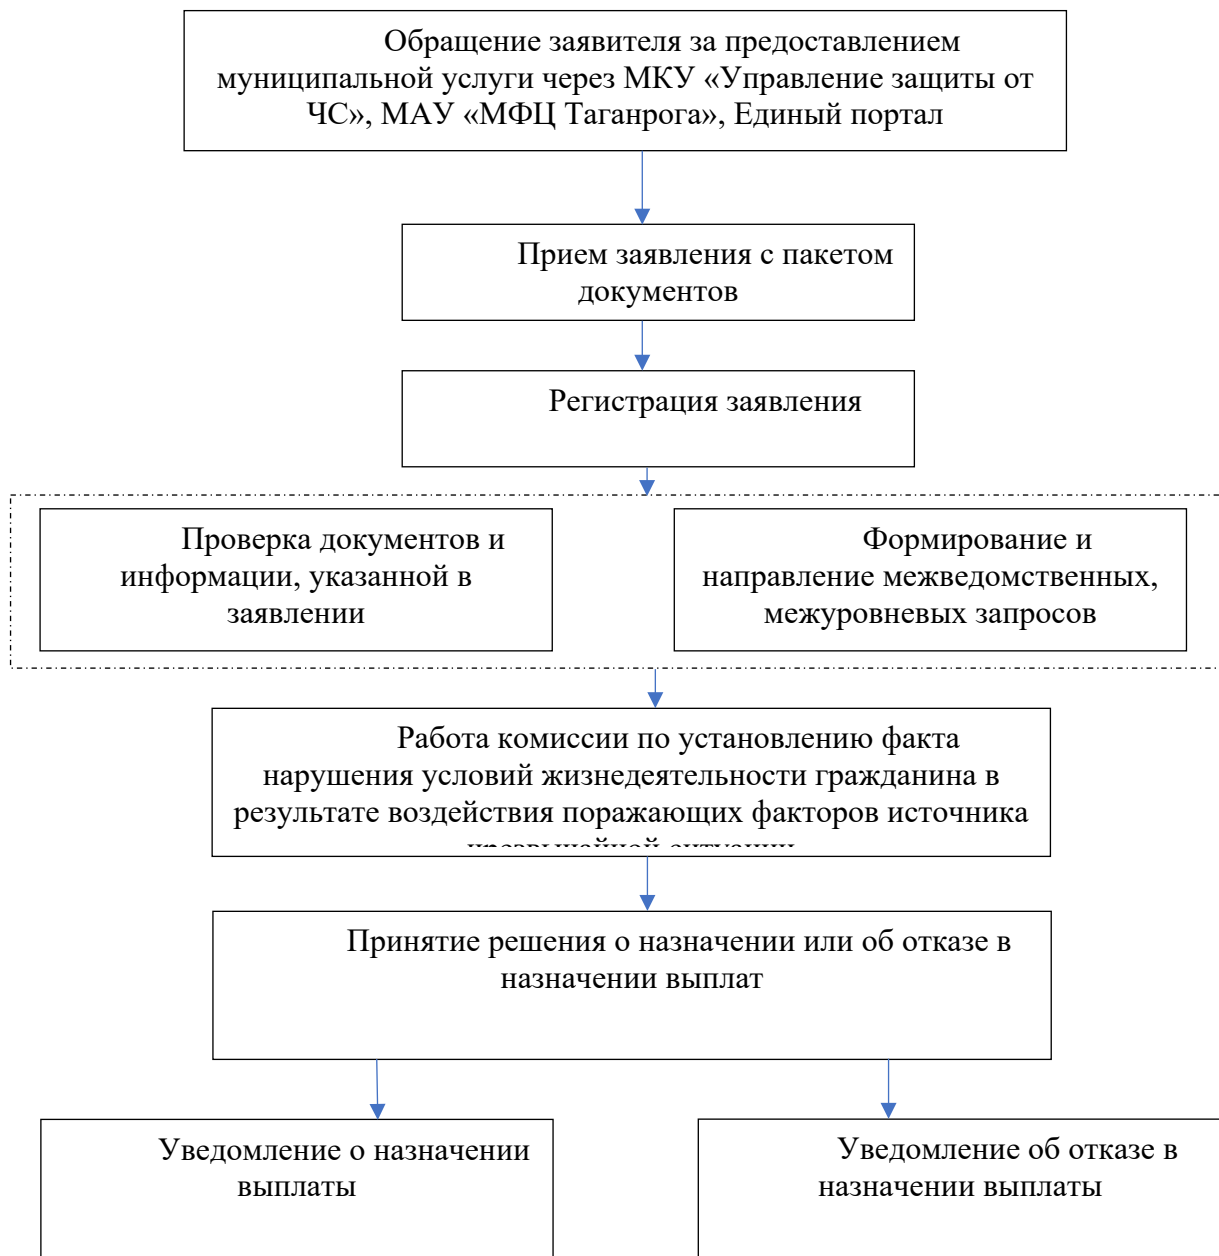 Обращение заявителя за предоставлением
муниципальной услуги через МКУ «Управление защиты от
ЧС», МАУ «МФЦ Таганрога», Единый портал
Прием заявления с пакетом
документов
Регистрация заявления
Проверка документов и
информации, указанной в
заявлении
Формирование и
направление межведомственных,
межуровневых запросов
Работа комиссии по установлению факта
нарушения условий жизнедеятельности гражданина в
результате воздействия поражающих факторов источника
чрезвычайной ситуации
Принятие решения о назначении или об отказе в
назначении выплат
Уведомление о назначении
выплаты
Уведомление об отказе в
назначении выплаты